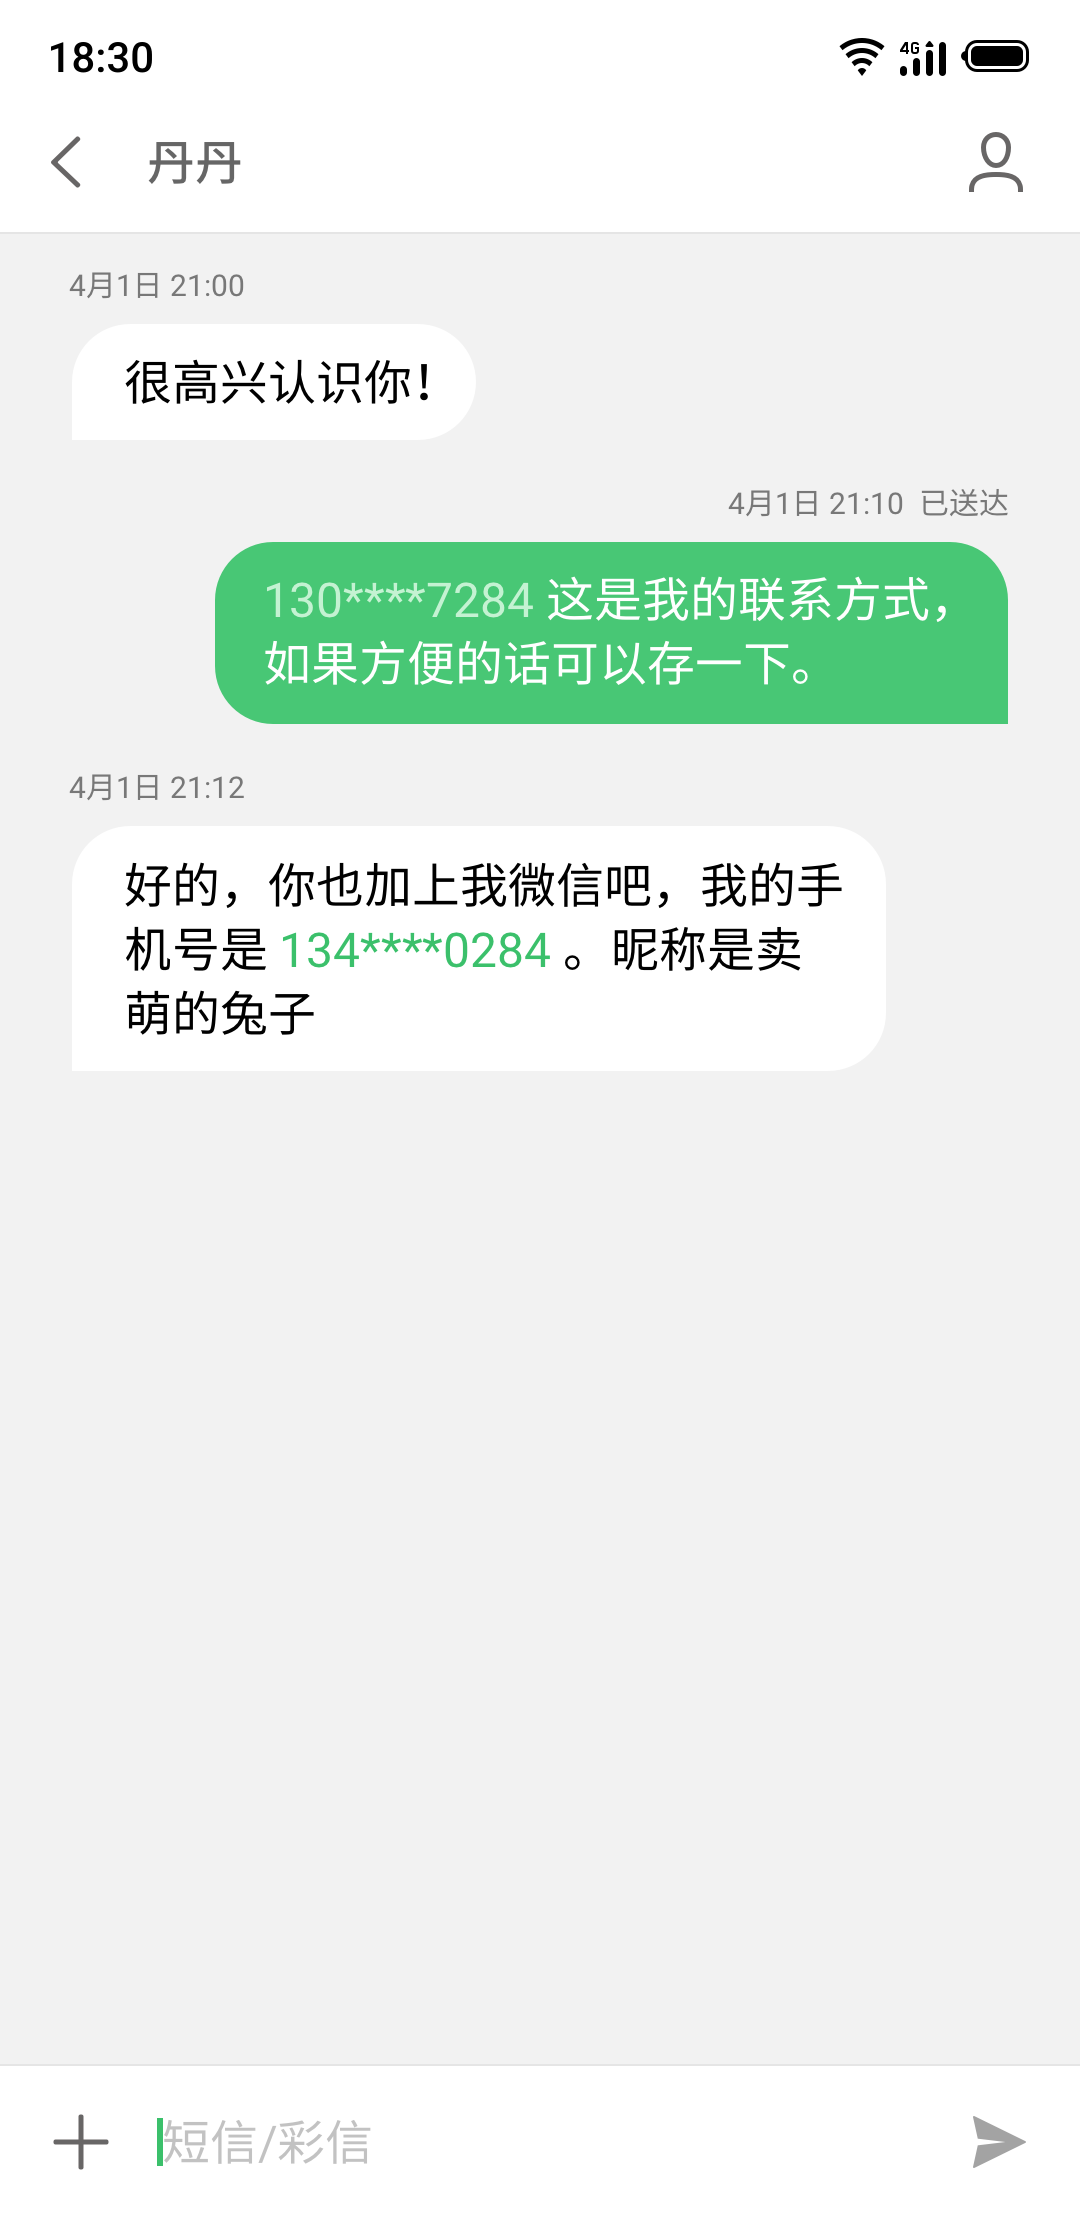 18:30
4G
丹丹
4月1日 21:00
很高兴认识你！
4月1日 21:10 已送达
130****7284 这是我的联系方式，
如果方便的话可以存一下。
4月1日 21:12
好的，你也加上我微信吧，我的手
机号是 134****0284 。昵称是卖
萌的兔子
短信/彩信